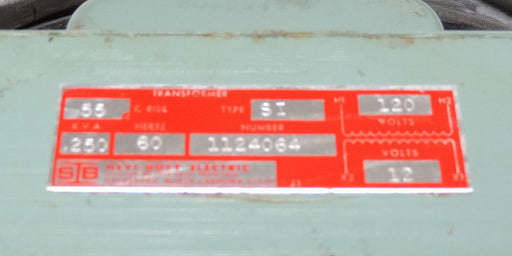 TRANSFORMER
55 C RISE TYPE SI H1 120 H2
VOLTS
K.V.A. HERTZ NUMBER
.250 60 1124064
VOLTS
SB HEVI-DUTY ELECTRIC
12